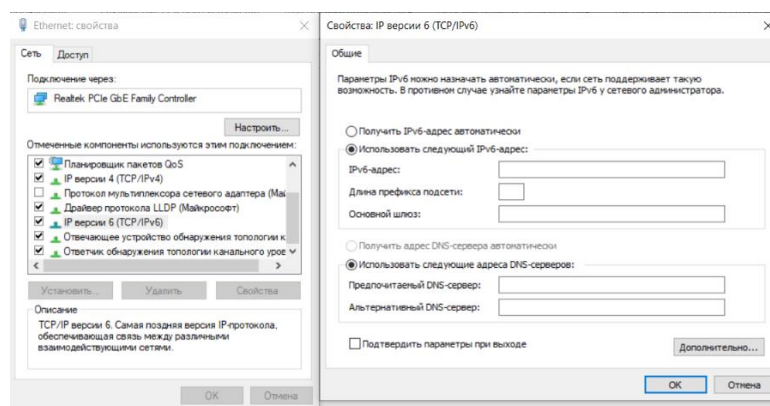 Ethernet: свойства
Сеть Доступ
Подключение через:
Realtek PCIe GbE Family Controller
Настроить...
Отмеченные компоненты используются этим подключением:
Планировщик пакетов QoS
IP версии 4 (TCP/IPv4)
Протокол мультиплексора сетевого адаптера (Май
Драйвер протокола LLDP (Майкрософт)
IP версии 6 (TCP/IPv6)
Отвечающее устройство обнаружения топологии к
Ответчик обнаружения топологии канального уров
Установить... Удалить Свойства
Описание
TCP/IP версии 6. Самая поздняя версия IP-протокола,
обеспечивающая связь между различными
взаимодействующими сетями.
OK Отмена
Свойства: IP версии 6 (TCP/IPv6)
Общие
Параметры IPv6 можно назначать автоматически, если сеть поддерживает такую
возможность. В противном случае узнайте параметры IPv6 у сетевого администратора.
Получить IPv6-адрес автоматически
Использовать следующий IPv6-адрес:
IPv6-адрес:
Длина префикса подсети:
Основной шлюз:
Получить адрес DNS-сервера автоматически
Использовать следующие адреса DNS-серверов:
Предпочитаемый DNS-сервер:
Альтернативный DNS-сервер:
Подтвердить параметры при выходе
Дополнительно...
OK Отмена